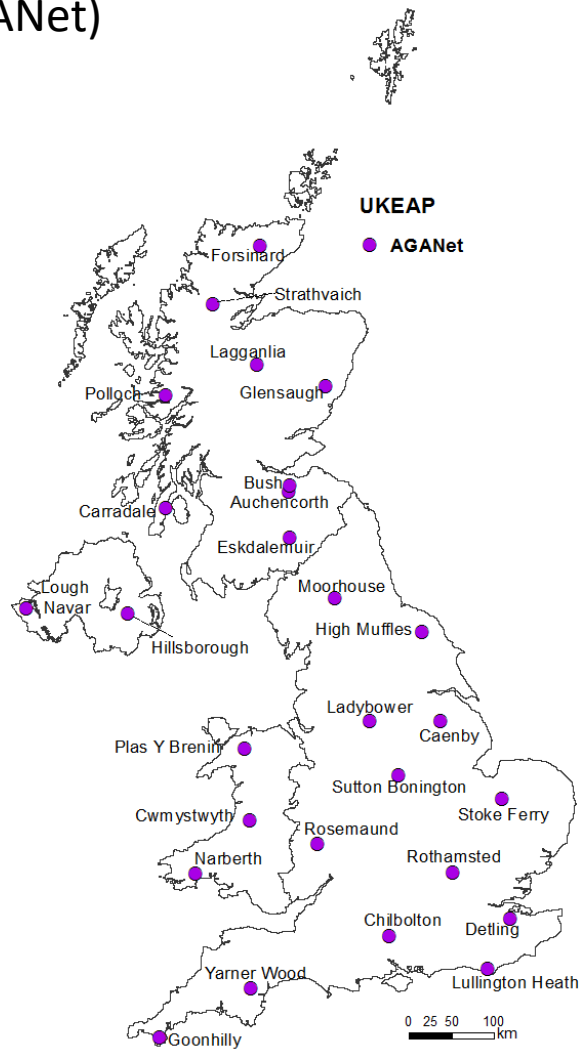 ANet)
UKEAP
AGANet
Forsinard
Strathvaich
Lagganlia
Glensaugh
Polloch
Bush
Auchencorth
Carradale
Eskdalemuir
Lough
Navar
Moorhouse
High Muffles
Hillsborough
Ladybower
Caenby
Plas Y Brenin
Sutton Bonington
Stoke Ferry
Cwmystwyth
Rosemaund
Narberth
Rothamsted
Chilbolton
Detling
Yarner Wood
Lullington Heath
Goonhilly
0 25 50 100
km